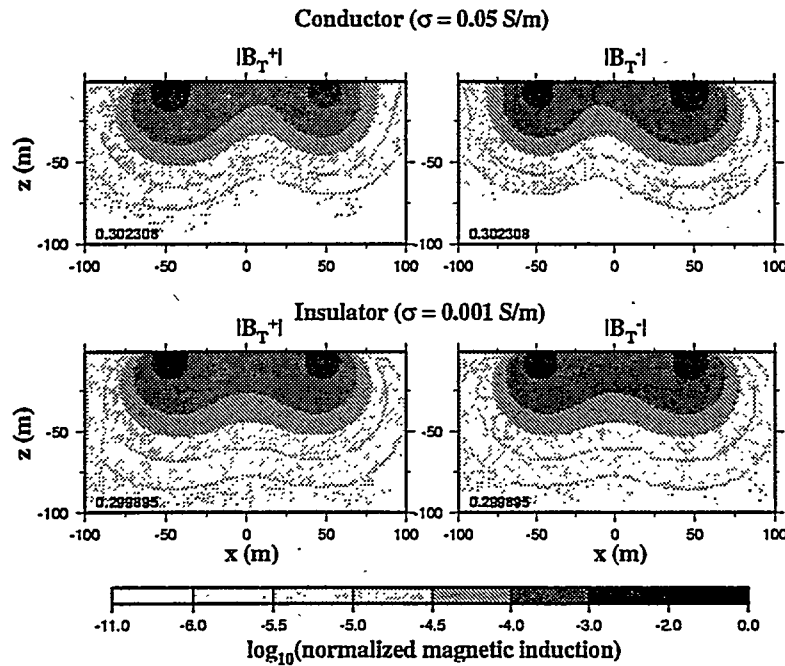 Conductor (σ = 0.05 S/m)
|B_T^+| |B_T^-|
z (m)
-50
-100
0.302308 0.302308
-100 -50 0 50 100 -100 -50 0 50 100
Insulator (σ = 0.001 S/m)
|B_T^+| |B_T^-|
z (m)
-50
-100
0.299895 0.299895
-100 -50 0 50 100 -100 -50 0 50 100
x (m) x (m)
-11.0 -6.0 -5.5 -5.0 -4.5 -4.0 -3.0 -2.0 0.0
log10(normalized magnetic induction)